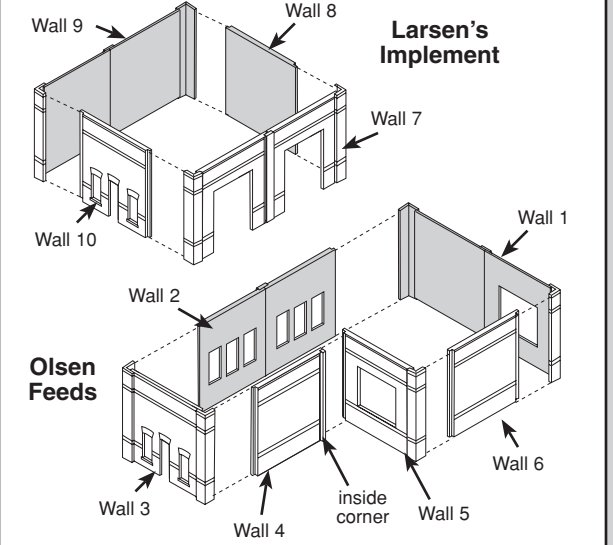 Wall 8
Wall 9
Larsen's
Implement
Wall 7
Wall 10
Wall 1
Wall 2
Olsen
Feeds
Wall 6
inside
corner
Wall 5
Wall 3
Wall 4